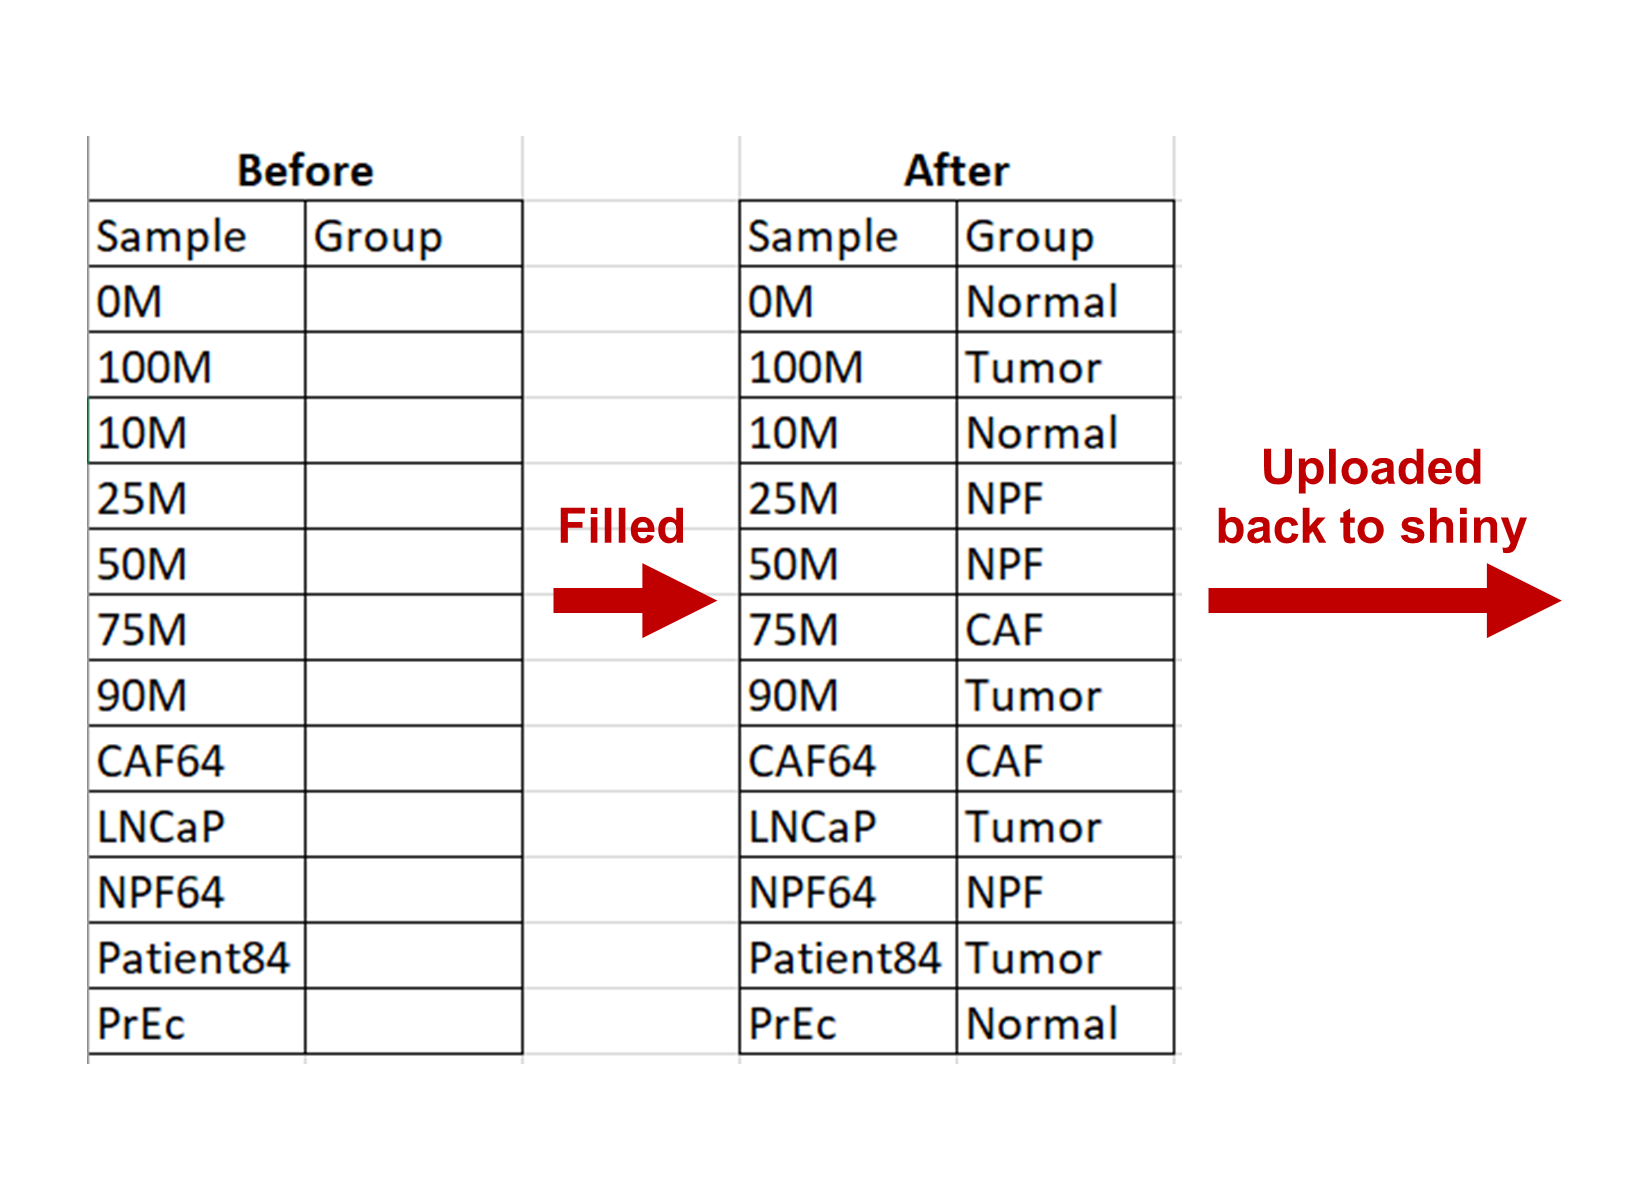 Before
Sample Group
0M
100M
10M
25M
50M
75M
90M
CAF64
LNCaP
NPF64
Patient84
PrEc
Filled
After
Sample Group
0M Normal
100M Tumor
10M Normal
25M NPF
50M NPF
75M CAF
90M Tumor
CAF64 CAF
LNCaP Tumor
NPF64 NPF
Patient84 Tumor
PrEc Normal
Uploaded
back to shiny